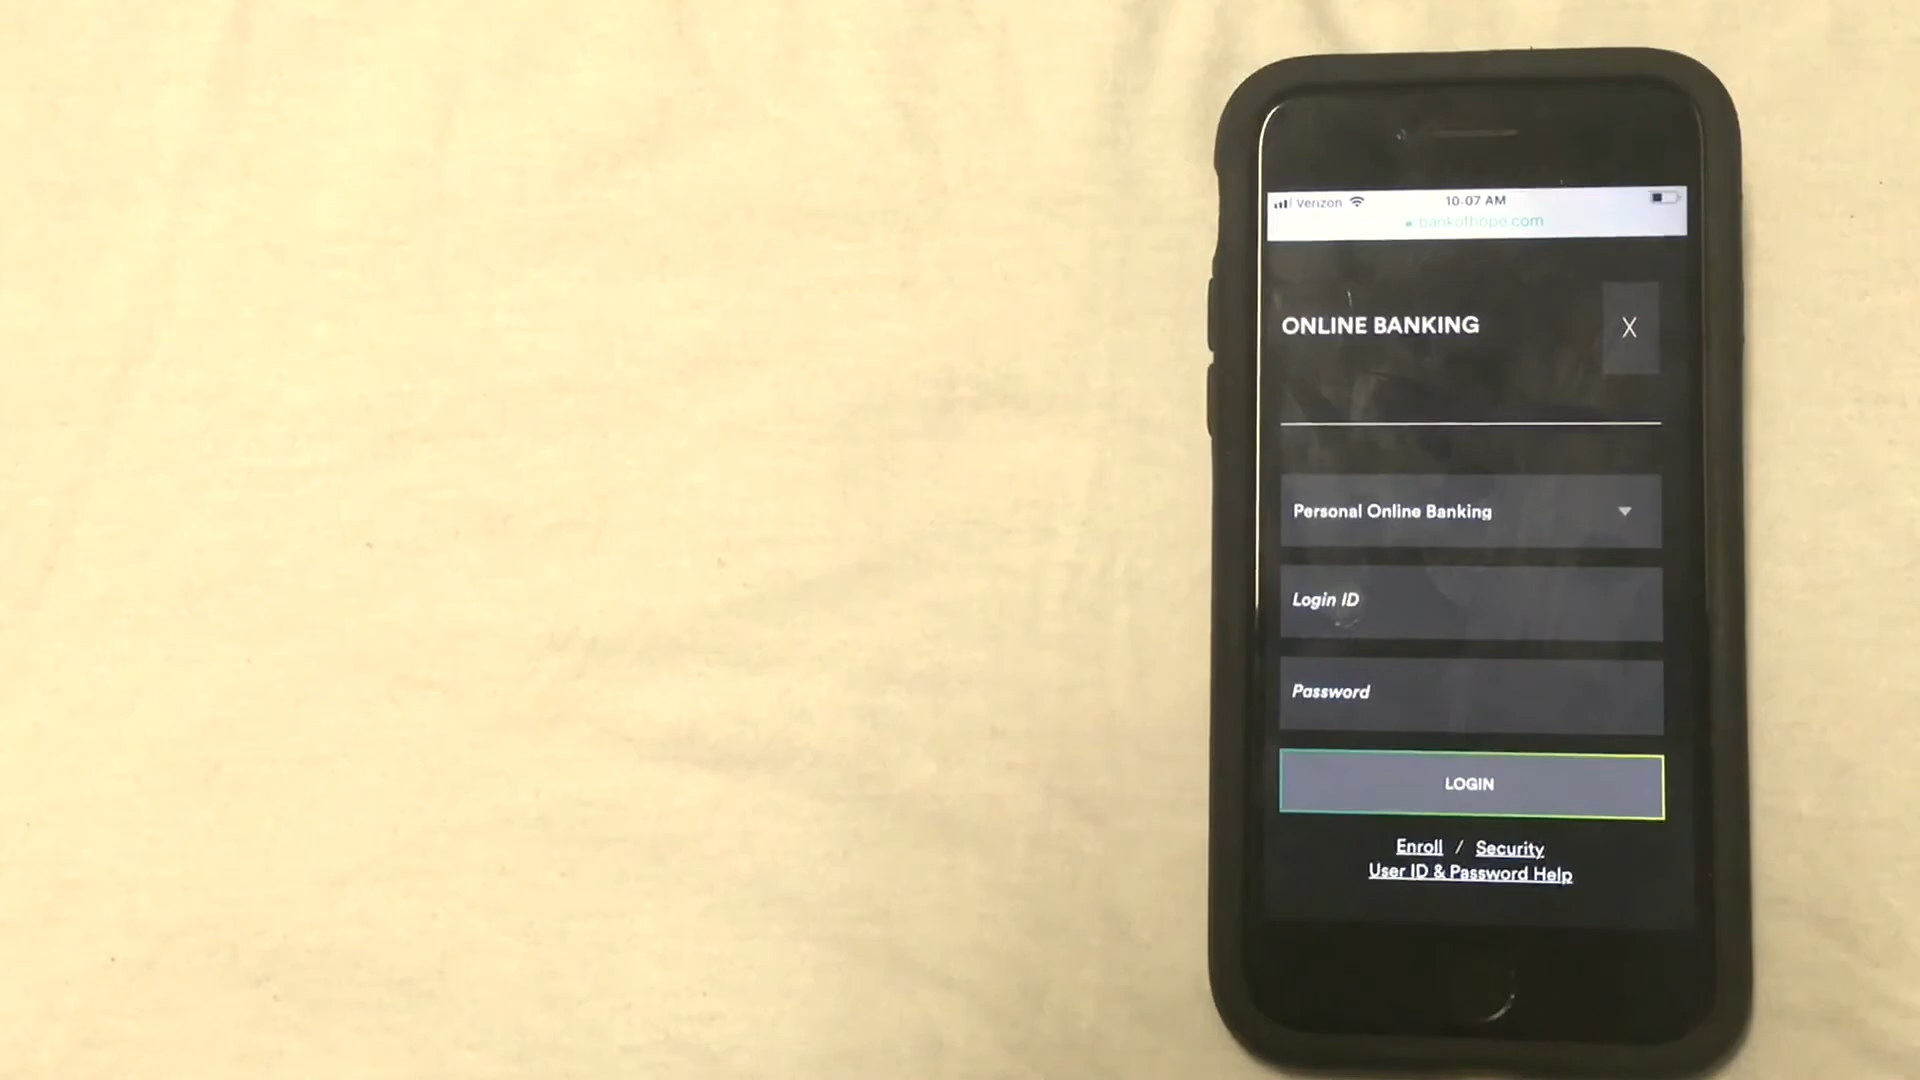 Verizon 10:07 AM
bankofhope.com
ONLINE BANKING X
Personal Online Banking
Login ID
Password
LOGIN
Enroll / Security
User ID & Password Help